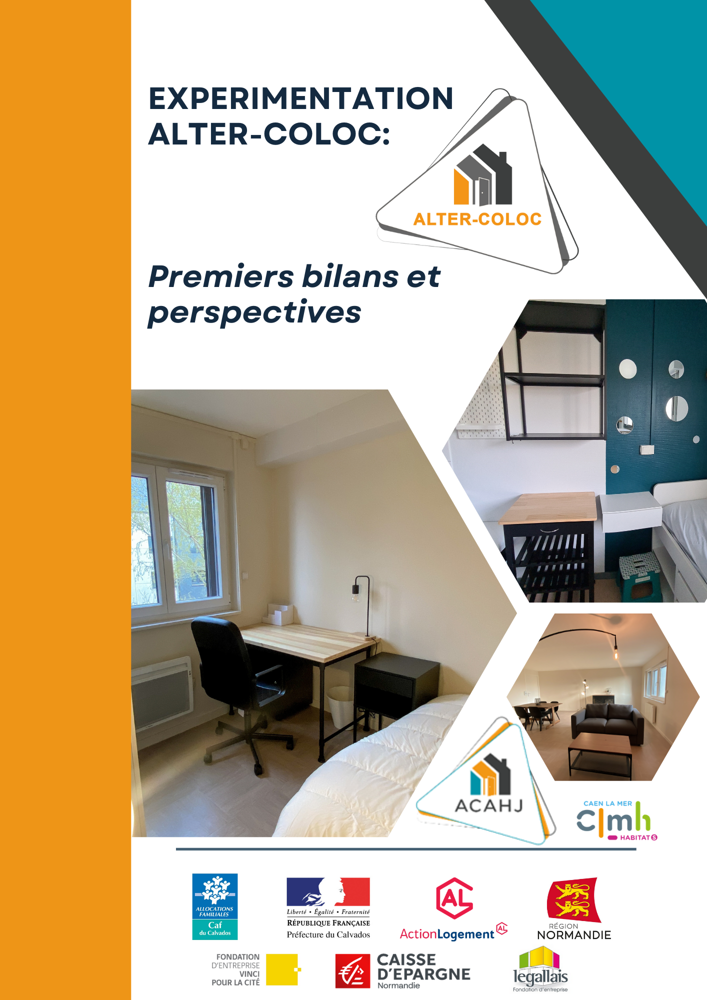 EXPERIMENTATION
ALTER-COLOC:
ALTER-COLOC
Premiers bilans et
perspectives
ACAHJ
CAEN LA MER
clmh
HABITAT S
ALLOCATIONS
FAMILIALES
Caf
du Calvados
Liberté • Égalité • Fraternité
RÉPUBLIQUE FRANÇAISE
Préfecture du Calvados
AL
ActionLogement AL
RÉGION
NORMANDIE
FONDATION
D'ENTREPRISE
VINCI
POUR LA CITÉ
CAISSE
D'EPARGNE
Normandie
legallais
Fondation d'entreprise